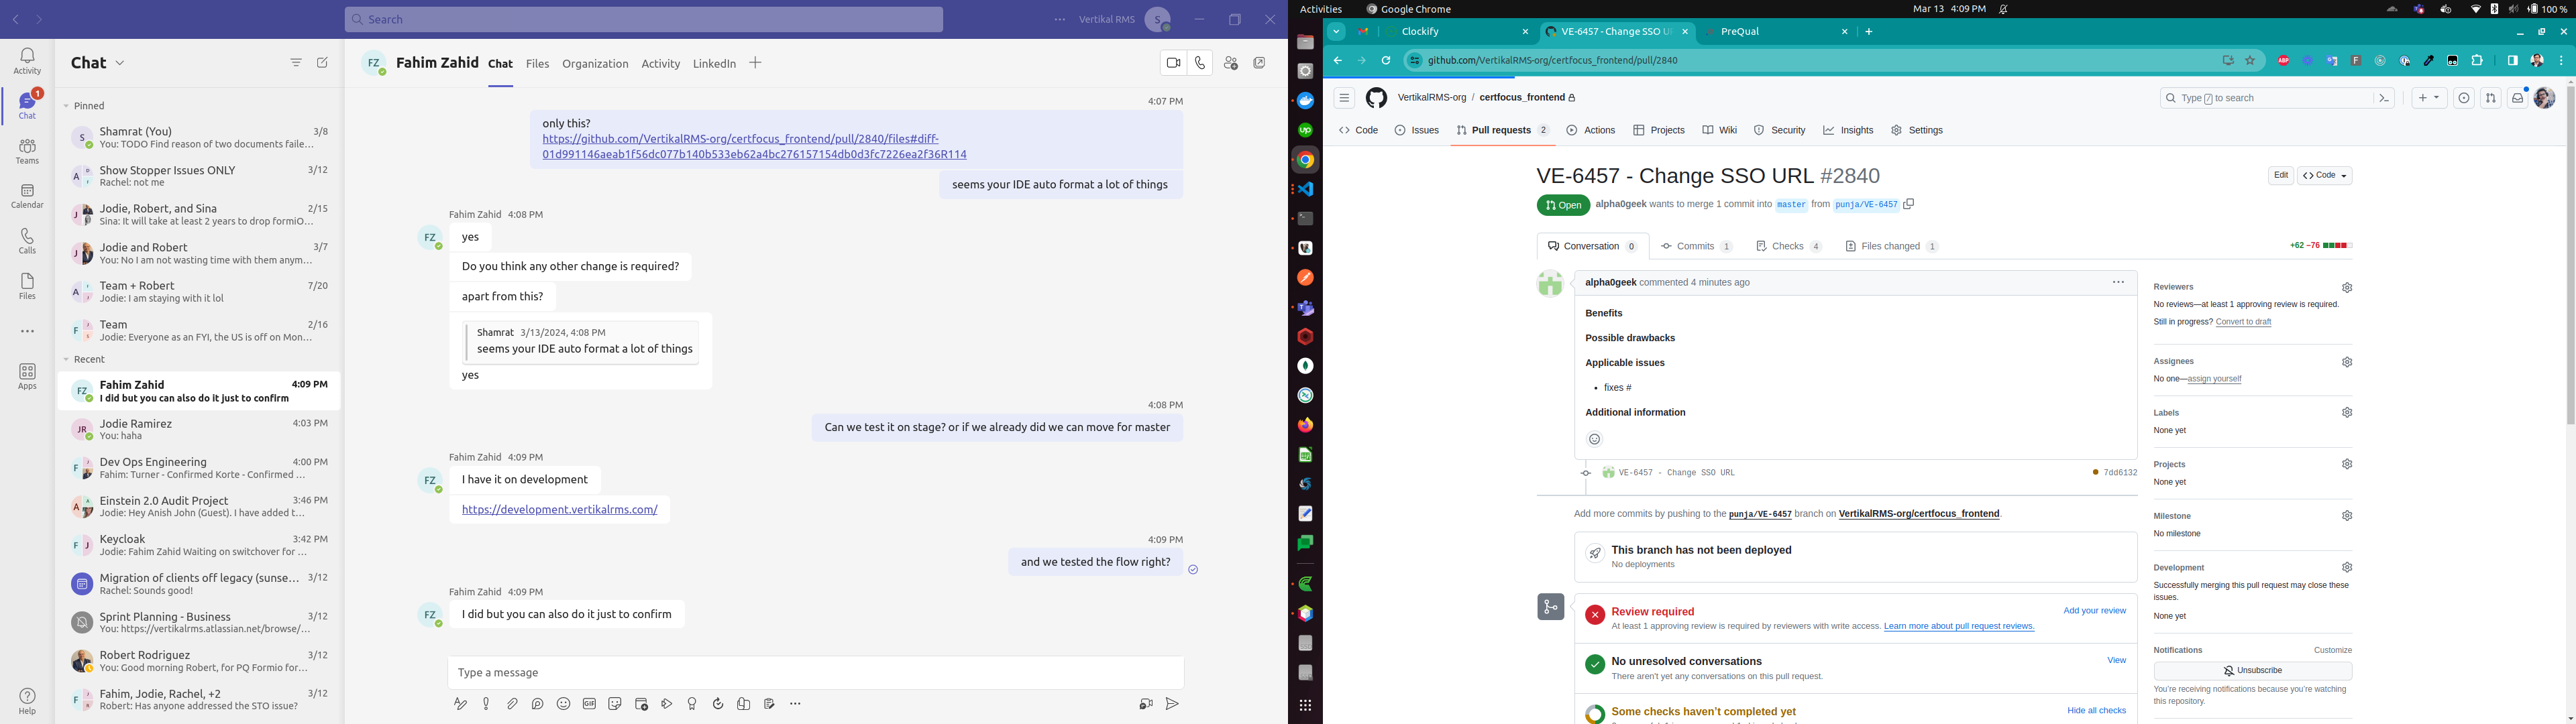 Search
Vertikal RMS
S
Activity
Chat
1
Teams
Calendar
Calls
Files
Apps
Help
Chat
Pinned
Shamrat (You) 3/8
You: TODO Find reason of two documents faile...
Show Stopper Issues ONLY 3/12
Rachel: not me
Jodie, Robert, and Sina 2/15
Sina: It will take at least 2 years to drop formiO...
Jodie and Robert 3/7
You: No I am not wasting time with them anym...
Team + Robert 7/20
Jodie: I am staying with it lol
Team 2/16
Jodie: Everyone as an FYI, the US is off on Mon...
Recent
Fahim Zahid 4:09 PM
I did but you can also do it just to confirm
Jodie Ramirez 4:03 PM
You: haha
Dev Ops Engineering 4:00 PM
Fahim: Turner - Confirmed Korte - Confirmed ...
Einstein 2.0 Audit Project 3:46 PM
Jodie: Hey Anish John (Guest). I have added t...
Keycloak 3:42 PM
Jodie: Fahim Zahid Waiting on switchover for ...
Migration of clients off legacy (sunse... 3/12
Rachel: Sounds good!
Sprint Planning - Business 3/12
You: https://vertikalrms.atlassian.net/browse/...
Robert Rodriguez 3/12
You: Good morning Robert, for PQ Formio for...
Fahim, Jodie, Rachel, +2 3/12
Robert: Has anyone addressed the STO issue?
FZ Fahim Zahid Chat Files Organization Activity LinkedIn
4:07 PM
only this?
https://github.com/VertikalRMS-org/certfocus_frontend/pull/2840/files#diff-
01d991146aeab1f56dc077b140b533eb62a4bc276157154db0d3fc7226ea2f36R114
seems your IDE auto format a lot of things
Fahim Zahid 4:08 PM
FZ
yes
Do you think any other change is required?
apart from this?
Shamrat 3/13/2024, 4:08 PM
seems your IDE auto format a lot of things
yes
4:08 PM
Can we test it on stage? or if we already did we can move for master
Fahim Zahid 4:09 PM
FZ
I have it on development
https://development.vertikalrms.com/
4:09 PM
and we tested the flow right?
Fahim Zahid 4:09 PM
FZ
I did but you can also do it just to confirm
Type a message
Activities Google Chrome Mar 13 4:09 PM 100 %
Clockify VE-6457 - Change SSO U PreQual
github.com/VertikalRMS-org/certfocus_frontend/pull/2840
VertikalRMS-org / certfocus_frontend
Type / to search
Code Issues Pull requests 2 Actions Projects Wiki Security Insights Settings
VE-6457 - Change SSO URL #2840
Edit Code
Open alpha0geek wants to merge 1 commit into master from punja/VE-6457
Conversation 0 Commits 1 Checks 4 Files changed 1 +62 −76
alpha0geek commented 4 minutes ago
Benefits
Possible drawbacks
Applicable issues
• fixes #
Additional information
VE-6457 - Change SSO URL 7dd6132
Add more commits by pushing to the punja/VE-6457 branch on VertikalRMS-org/certfocus_frontend.
This branch has not been deployed
No deployments
Review required Add your review
At least 1 approving review is required by reviewers with write access. Learn more about pull request reviews.
No unresolved conversations View
There aren't yet any conversations on this pull request.
Some checks haven't completed yet Hide all checks
Reviewers
No reviews—at least 1 approving review is required.
Still in progress? Convert to draft
Assignees
No one—assign yourself
Labels
None yet
Projects
None yet
Milestone
No milestone
Development
Successfully merging this pull request may close these
issues.
None yet
Notifications Customize
Unsubscribe
You're receiving notifications because you're watching
this repository.